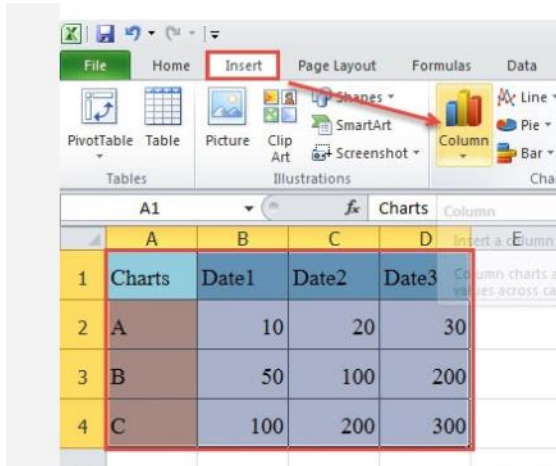 File Home Insert Page Layout Formulas Data
Shapes Line
SmartArt Pie
PivotTable Table Picture Clip Art Screenshot Column Bar
Tables Illustrations Cha
A1 fx Charts Column
A B C D E Insert a column
1 Charts Date1 Date2 Date3 Column charts a
values across ca
2 A 10 20 30
3 B 50 100 200
4 C 100 200 300